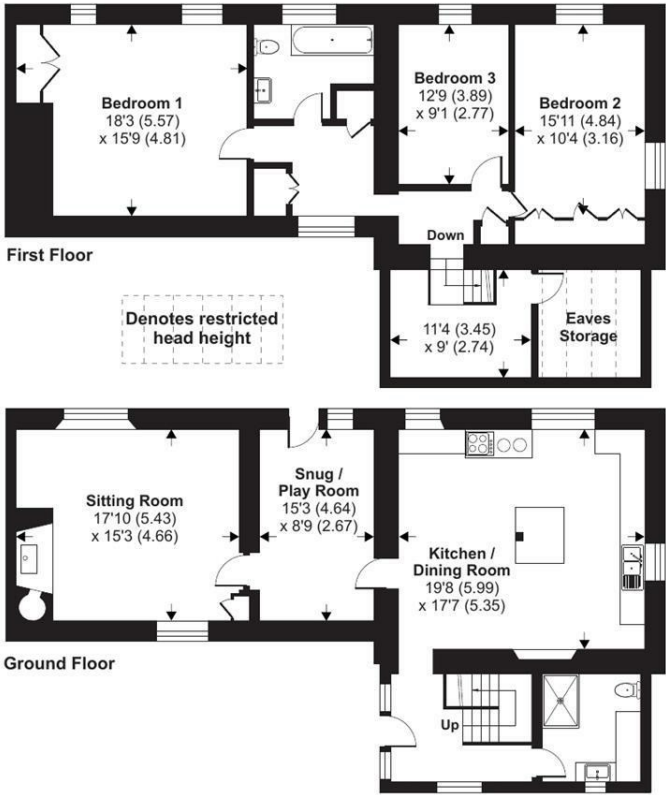 Bedroom 1
18'3 (5.57)
x 15'9 (4.81)
Bedroom 3
12'9 (3.89)
x 9'1 (2.77)
Bedroom 2
15'11 (4.84)
x 10'4 (3.16)
Down
First Floor
Denotes restricted
head height
11'4 (3.45)
x 9' (2.74)
Eaves
Storage
Sitting Room
17'10 (5.43)
x 15'3 (4.66)
Snug /
Play Room
15'3 (4.64)
x 8'9 (2.67)
Kitchen /
Dining Room
19'8 (5.99)
x 17'7 (5.35)
Ground Floor
Up